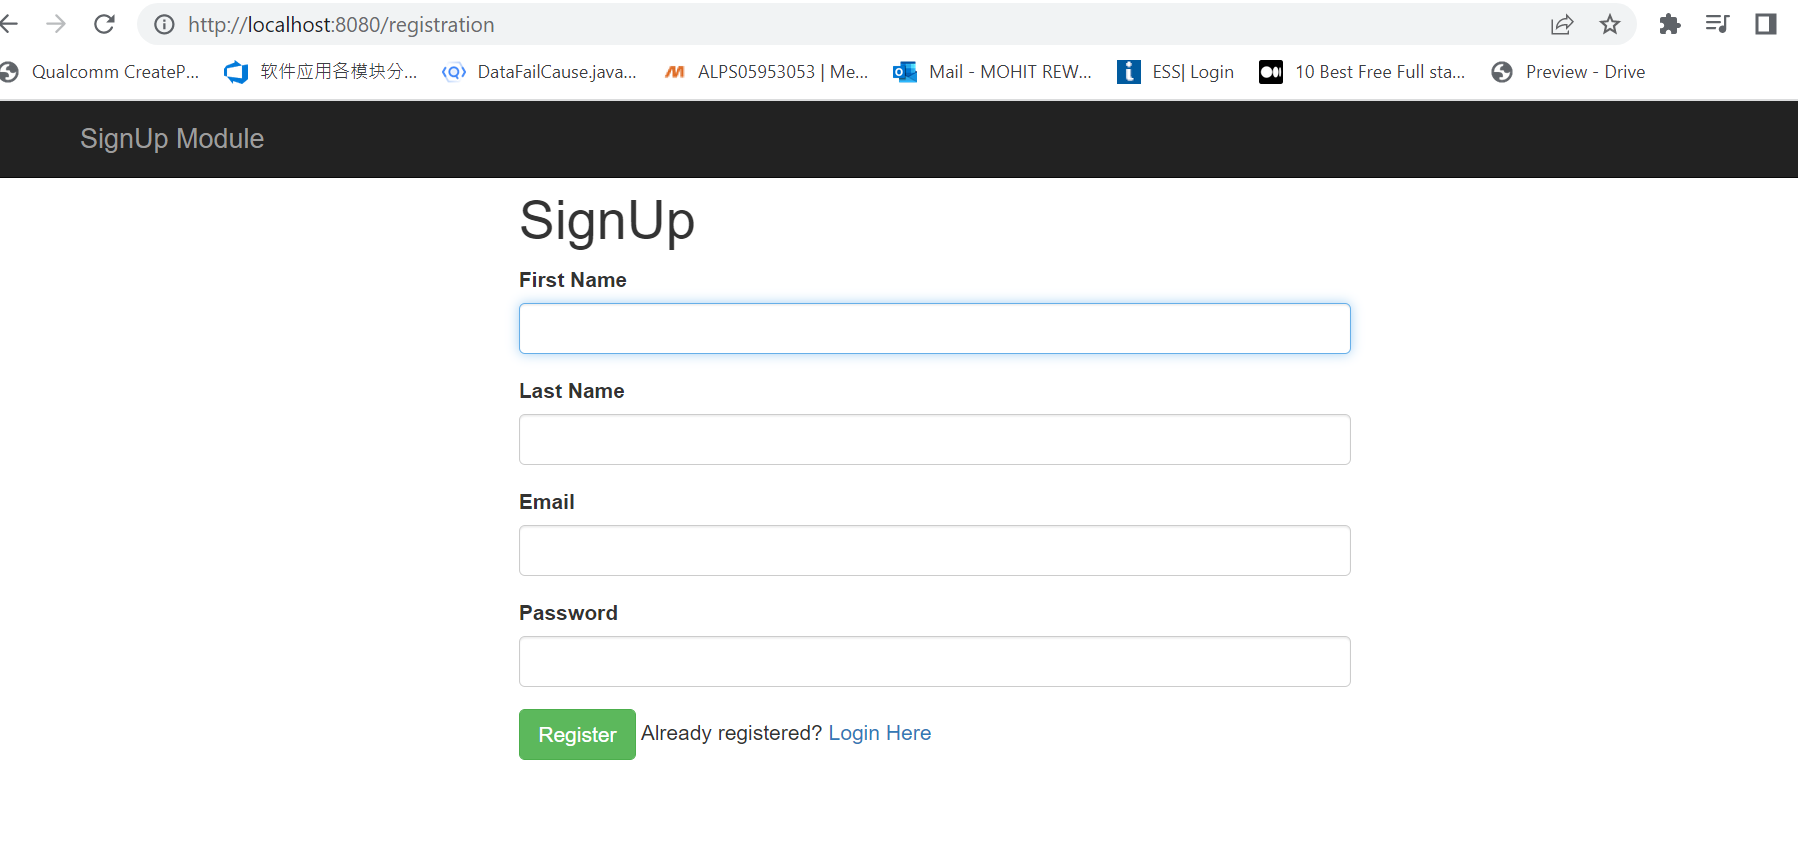 http://localhost:8080/registration
Qualcomm CreateP... 软件应用各模块分... DataFailCause.java... ALPS05953053 | Me... Mail - MOHIT REW... ESS| Login 10 Best Free Full sta... Preview - Drive
SignUp Module
SignUp
First Name
Last Name
Email
Password
Register Already registered? Login Here